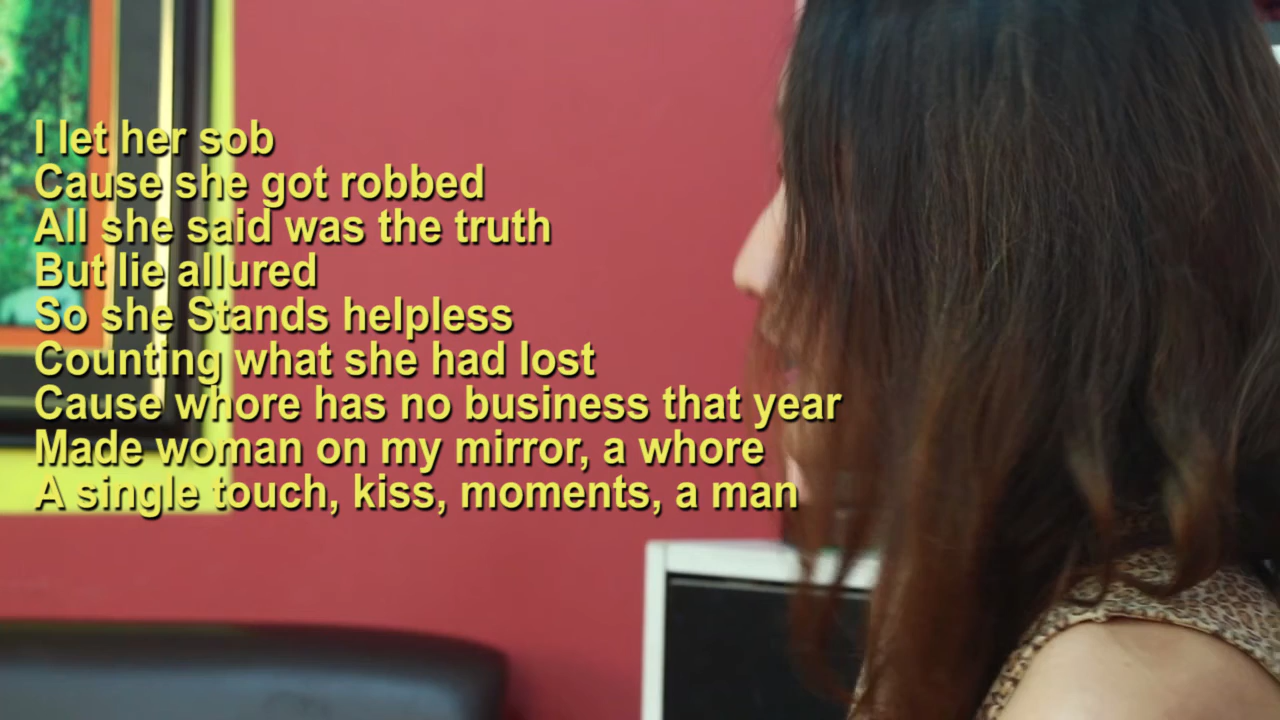 I let her sob
Cause she got robbed
All she said was the truth
But lie allured
So she Stands helpless
Counting what she had lost
Cause whore has no business that year
Made woman on my mirror, a whore
A single touch, kiss, moments, a man